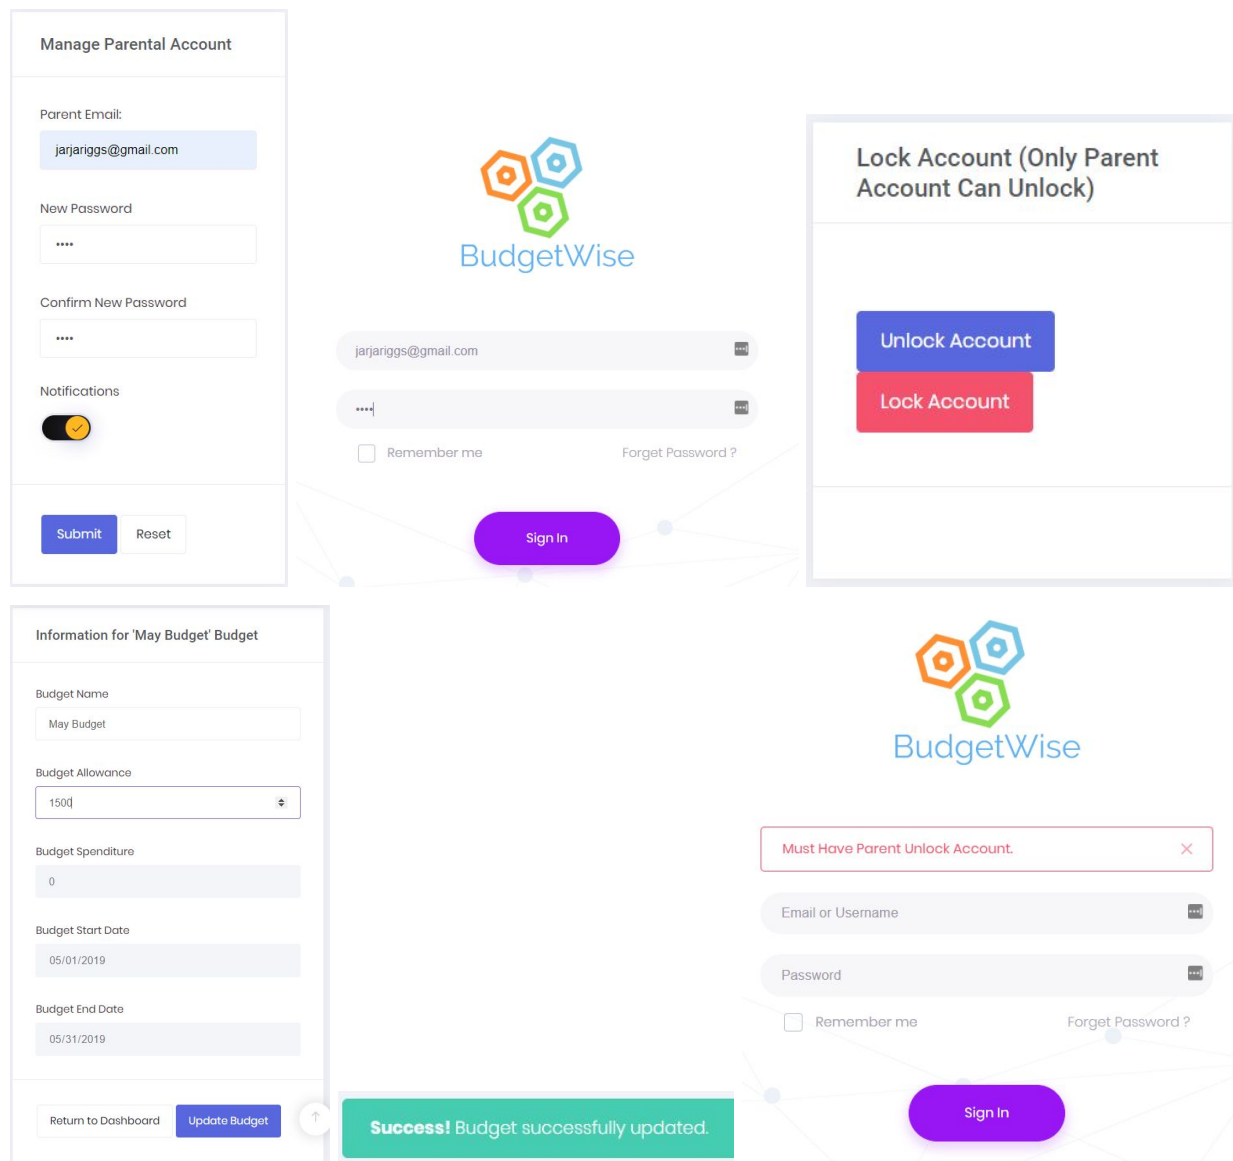 Manage Parental Account
Parent Email:
jarjariggs@gmail.com
New Password
••••
Confirm New Password
••••
Notifications
Submit Reset
BudgetWise
jarjariggs@gmail.com
••••
Remember me Forget Password ?
Sign In
Lock Account (Only Parent
Account Can Unlock)
Unlock Account
Lock Account
Information for 'May Budget' Budget
Budget Name
May Budget
Budget Allowance
1500
Budget Spenditure
0
Budget Start Date
05/01/2019
Budget End Date
05/31/2019
Return to Dashboard Update Budget
Success! Budget successfully updated.
BudgetWise
Must Have Parent Unlock Account.
Email or Username
Password
Remember me Forget Password ?
Sign In